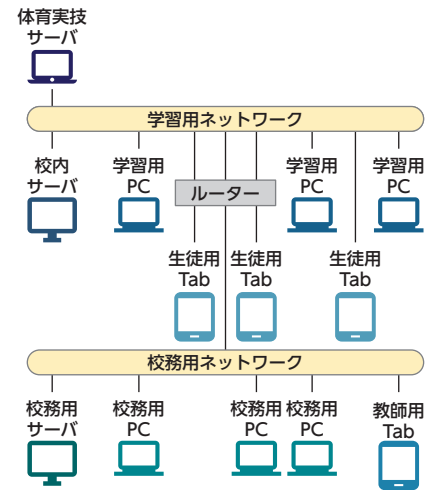 体育実技
サーバ
学習用ネットワーク
校内
サーバ
学習用
PC
ルーター
学習用
PC
学習用
PC
生徒用
Tab
生徒用
Tab
生徒用
Tab
校務用ネットワーク
校務用
サーバ
校務用
PC
校務用
PC
校務用
PC
教師用
Tab